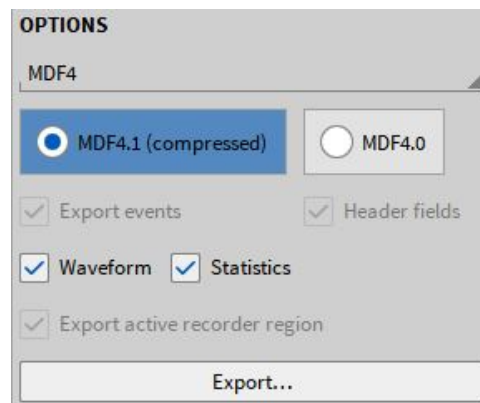 OPTIONS
MDF4
MDF4.1 (compressed) MDF4.0
Export events Header fields
Waveform Statistics
Export active recorder region
Export...